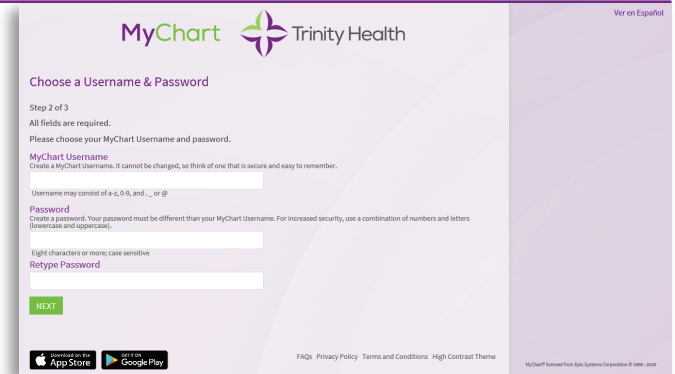 Ver en Español
MyChart Trinity Health
Choose a Username & Password
Step 2 of 3
All fields are required.
Please choose your MyChart Username and password.
MyChart Username
Create a MyChart Username. It cannot be changed, so think of one that is secure and easy to remember.
Username may consist of a-z, 0-9, and . _ or @
Password
Create a password. Your password must be different than your MyChart Username. For increased security, use a combination of numbers and letters
(lowercase and uppercase).
Eight characters or more; case sensitive
Retype Password
NEXT
Download on the
App Store
GET IT ON
Google Play
FAQs Privacy Policy Terms and Conditions High Contrast Theme
MyChart® licensed from Epic Systems Corporation © 1999 - 2018